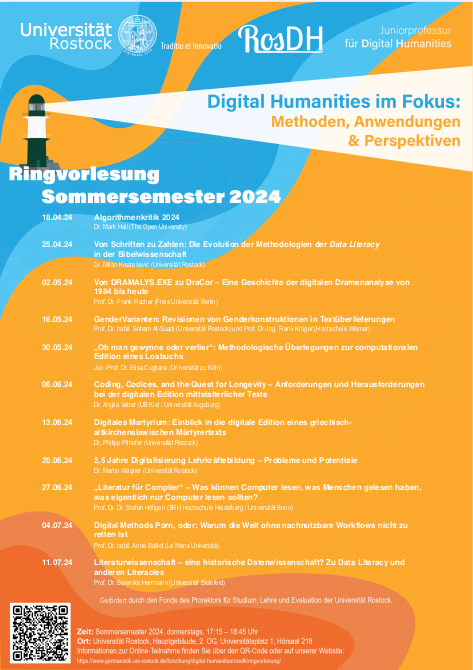 Universität
Rostock
Traditio et Innovatio
RosDH
Juniorprofessur
für Digital Humanities
Digital Humanities im Fokus:
Methoden, Anwendungen
& Perspektiven
Ringvorlesung
Sommersemester 2024
18.04.24 Algorithmenkritik 2024
Dr. Mark Hall (The Open University)
25.04.24 Von Schriften zu Zahlen: Die Evolution der Methodologien der Data Literacy
in der Bibelwissenschaft
Dr. Milan Kostrešević (Universität Rostock)
02.05.24 Von DRAMALYS.EXE zu DraCor – Eine Geschichte der digitalen Dramenanalyse von
1984 bis heute
Prof. Dr. Frank Fischer (Freie Universität Berlin)
16.05.24 GenderVarianten: Revisionen von Genderkonstruktionen in Textüberlieferungen
Prof. Dr. habil. Soham Al-Suadi (Universität Rostock) und Prof. Dr.-Ing. Frank Krüger (Hochschule Wismar)
30.05.24 „Ob man gewynne oder verlier“: Methodologische Überlegungen zur computationalen
Edition eines Losbuchs
Jun.-Prof. Dr. Elisa Cugliana (Universität zu Köln)
06.06.24 Coding, Codices, and the Quest for Longevity – Anforderungen und Herausforderungen
bei der digitalen Edition mittelalterlicher Texte
Dr. Angila Vetter (UB Kiel / Universität Augsburg)
13.06.24 Digitales Martyrium: Einblick in die digitale Edition eines griechisch-
altkirchenslawischen Märtyrertexts
Dr. Philipp Pilhofer (Universität Rostock)
20.06.24 2,5 Jahre Digitalisierung Lehrkräftebildung – Probleme und Potentiale
Dr. Martin Wagner (Universität Rostock)
27.06.24 „Literatur für Compiler“ – Was können Computer lesen, was Menschen gelesen haben,
was eigentlich nur Computer lesen sollten?
Prof. Dr. Dr. Stefan Höltgen (SRH Hochschule Heidelberg / Universität Bonn)
04.07.24 Digital Methods Porn, oder: Warum die Welt ohne nachnutzbare Workflows nicht zu
retten ist
Prof. Dr. habil. Anne Baillot (Le Mans Université)
11.07.24 Literaturwissenschaft – eine historische Datenwissenschaft? Zu Data Literacy und
anderen Literacies
Prof. Dr. Berenike Herrmann (Universität Bielefeld)
Gefördert durch den Fonds des Prorektors für Studium, Lehre und Evaluation der Universität Rostock.
Zeit: Sommersemester 2024, donnerstags, 17:15 – 18:45 Uhr
Ort: Universität Rostock, Hauptgebäude, 2. OG, Universitätsplatz 1, Hörsaal 218
Informationen zur Online-Teilnahme finden Sie über den QR-Code oder auf unserer Website:
https://www.germanistik.uni-rostock.de/forschung/digital-humanities/rosdh/ringvorlesung/